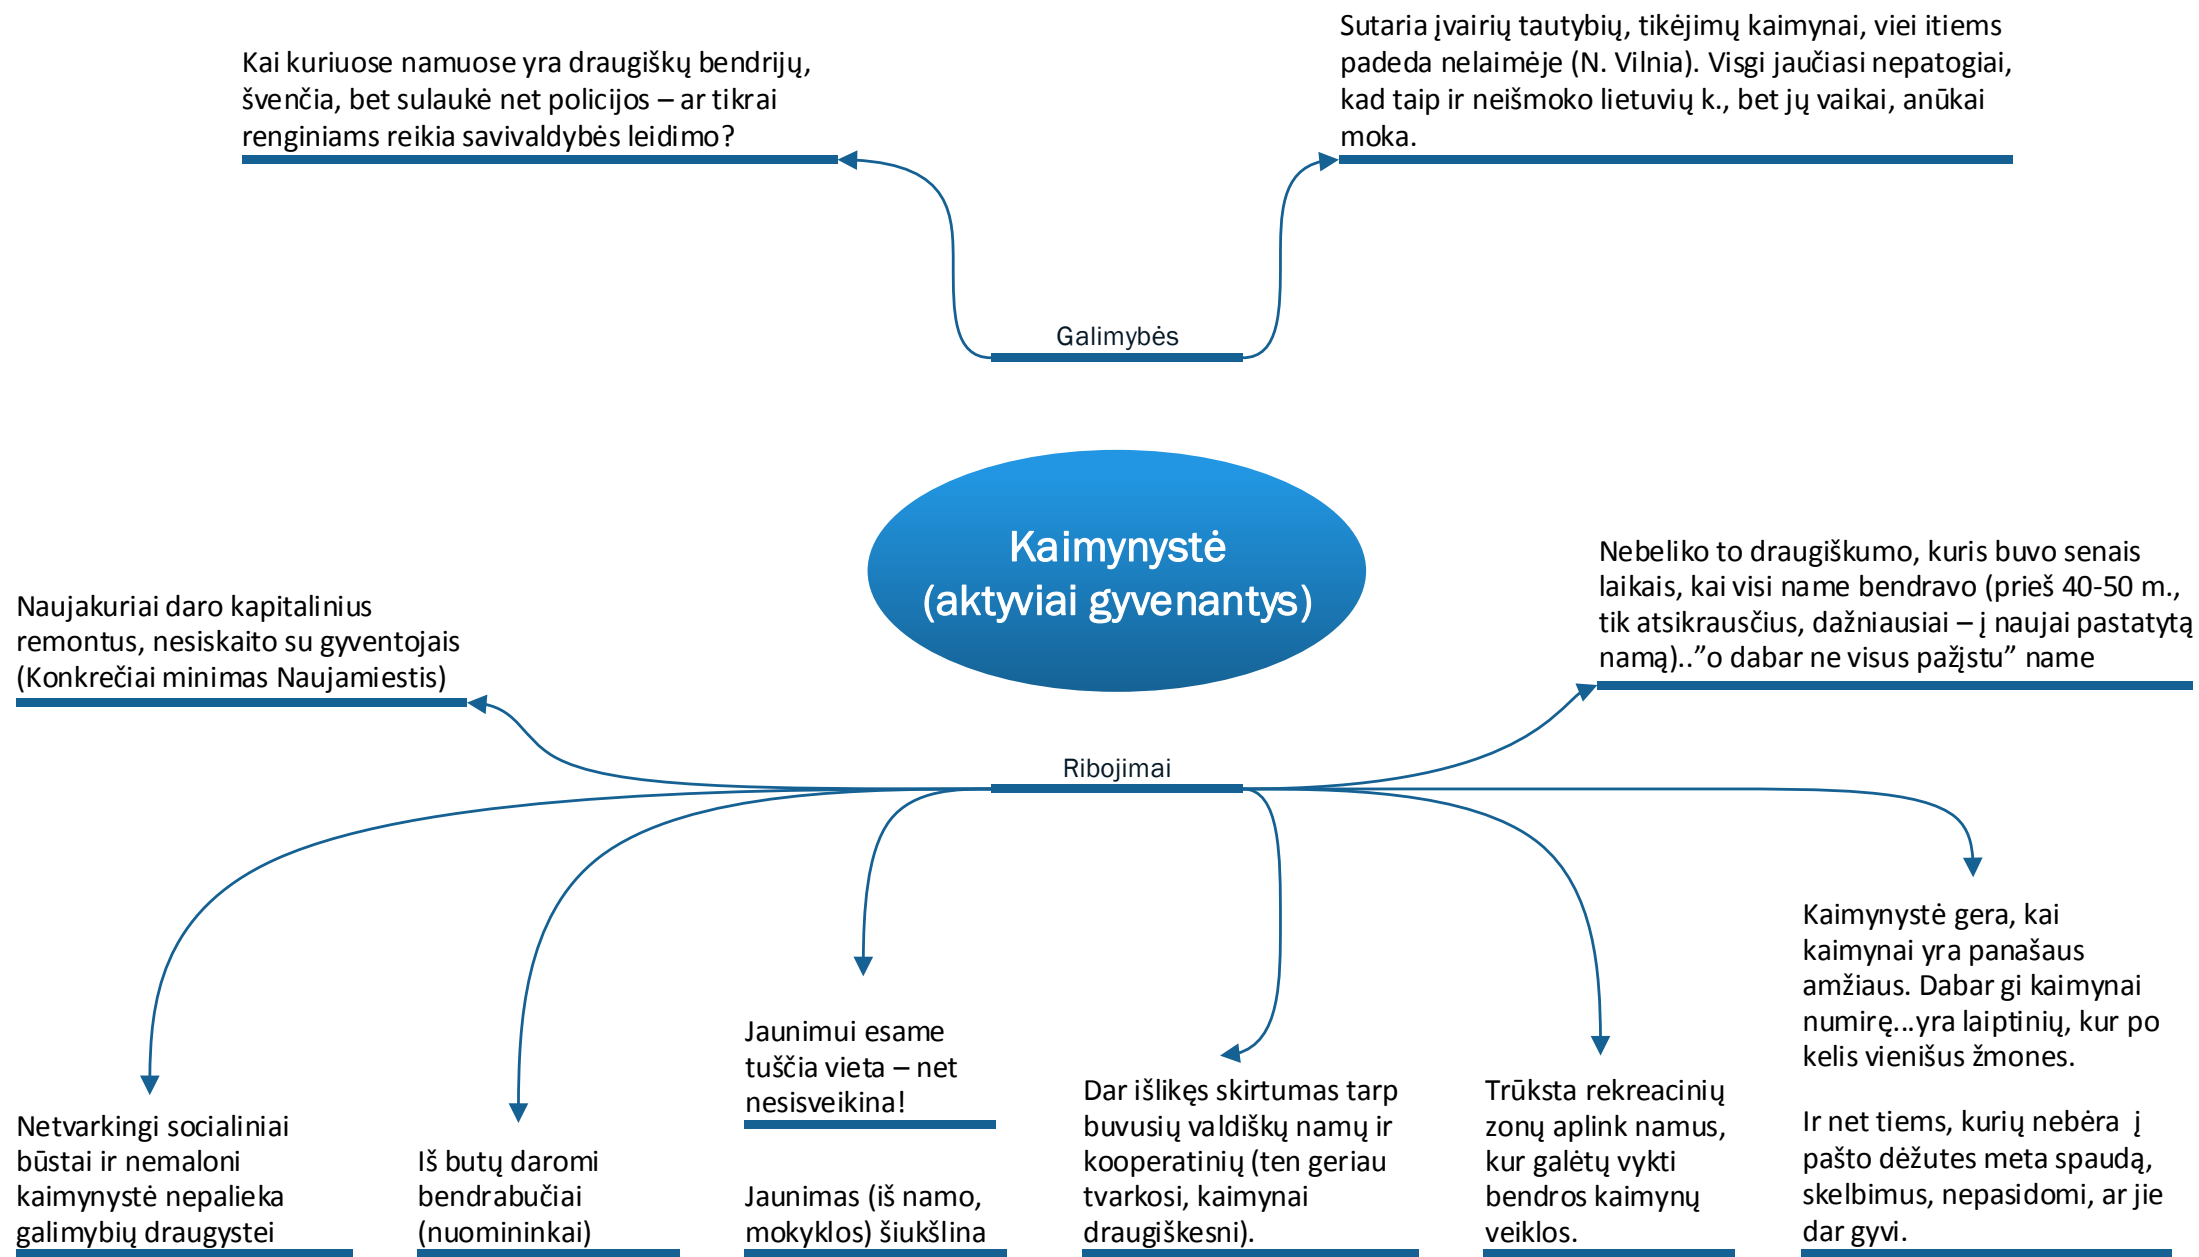 Kai kuriuose namuose yra draugiškų bendrijų,
švenčia, bet sulaukė net policijos – ar tikrai
renginiams reikia savivaldybės leidimo?
Sutaria įvairių tautybių, tikėjimų kaimynai, viei itiems
padeda nelaimėje (N. Vilnia). Visgi jaučiasi nepatogiai,
kad taip ir neišmoko lietuvių k., bet jų vaikai, anūkai
moka.
Galimybės
Kaimynystė
(aktyviai gyvenantys)
Naujakuriai daro kapitalinius
remontus, nesiskaito su gyventojais
(Konkrečiai minimas Naujamiestis)
Nebeliko to draugiškumo, kuris buvo senais
laikais, kai visi name bendravo (prieš 40-50 m.,
tik atsikrausčius, dažniausiai – į naujai pastatytą
namą)..”o dabar ne visus pažįstu” name
Ribojimai
Netvarkingi socialiniai
būstai ir nemaloni
kaimynystė nepalieka
galimybių draugystei
Iš butų daromi
bendrabučiai
(nuomininkai)
Jaunimui esame
tuščia vieta – net
nesisveikina!
Jaunimas (iš namo,
mokyklos) šiukšlina
Dar išlikęs skirtumas tarp
buvusių valdiškų namų ir
kooperatinių (ten geriau
tvarkosi, kaimynai
draugiškesni).
Trūksta rekreacinių
zonų aplink namus,
kur galėtų vykti
bendros kaimynų
veiklos.
Kaimynystė gera, kai
kaimynai yra panašaus
amžiaus. Dabar gi kaimynai
numirę...yra laiptinių, kur po
kelis vienišus žmones.
Ir net tiems, kurių nebėra į
pašto dėžutes meta spaudą,
skelbimus, nepasidomi, ar jie
dar gyvi.